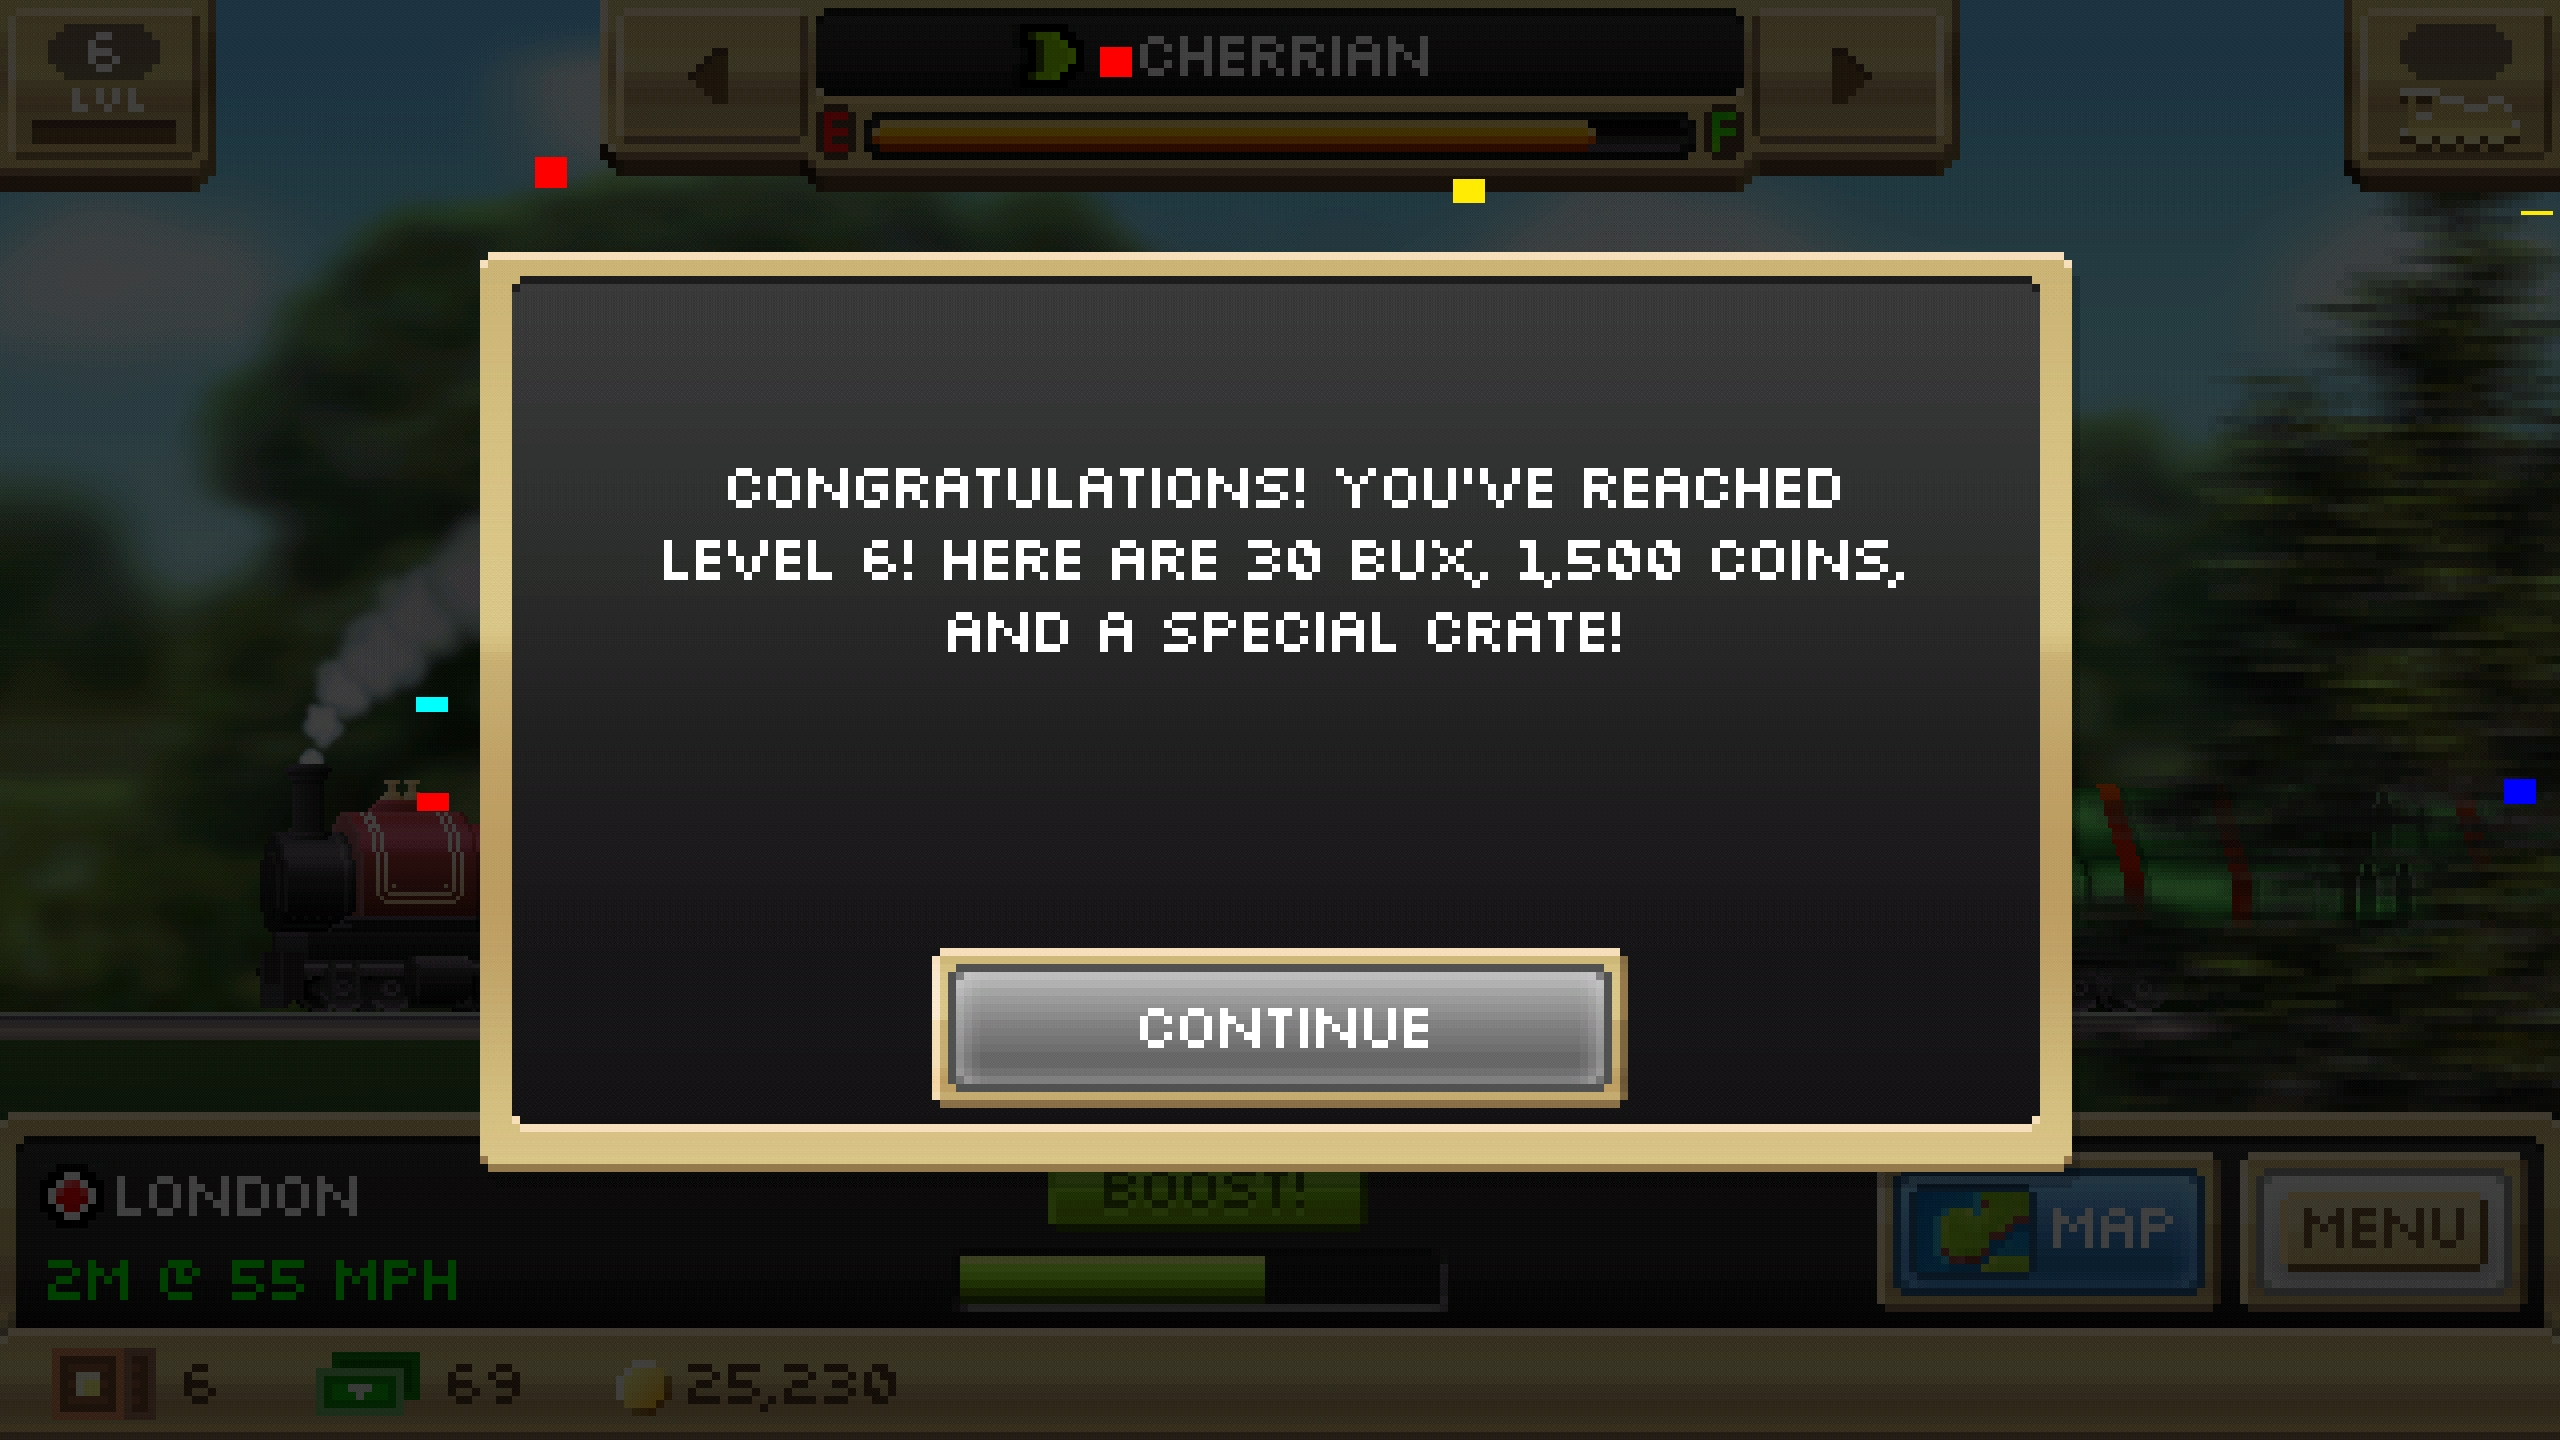 6
LVL
CHERRIAN
E F
CONGRATULATIONS! YOU'VE REACHED
LEVEL 6! HERE ARE 30 BUX, 1,500 COINS,
AND A SPECIAL CRATE!
CONTINUE
LONDON
BOOST!
MAP
MENU
2M @ 55 MPH
6
69
25,230